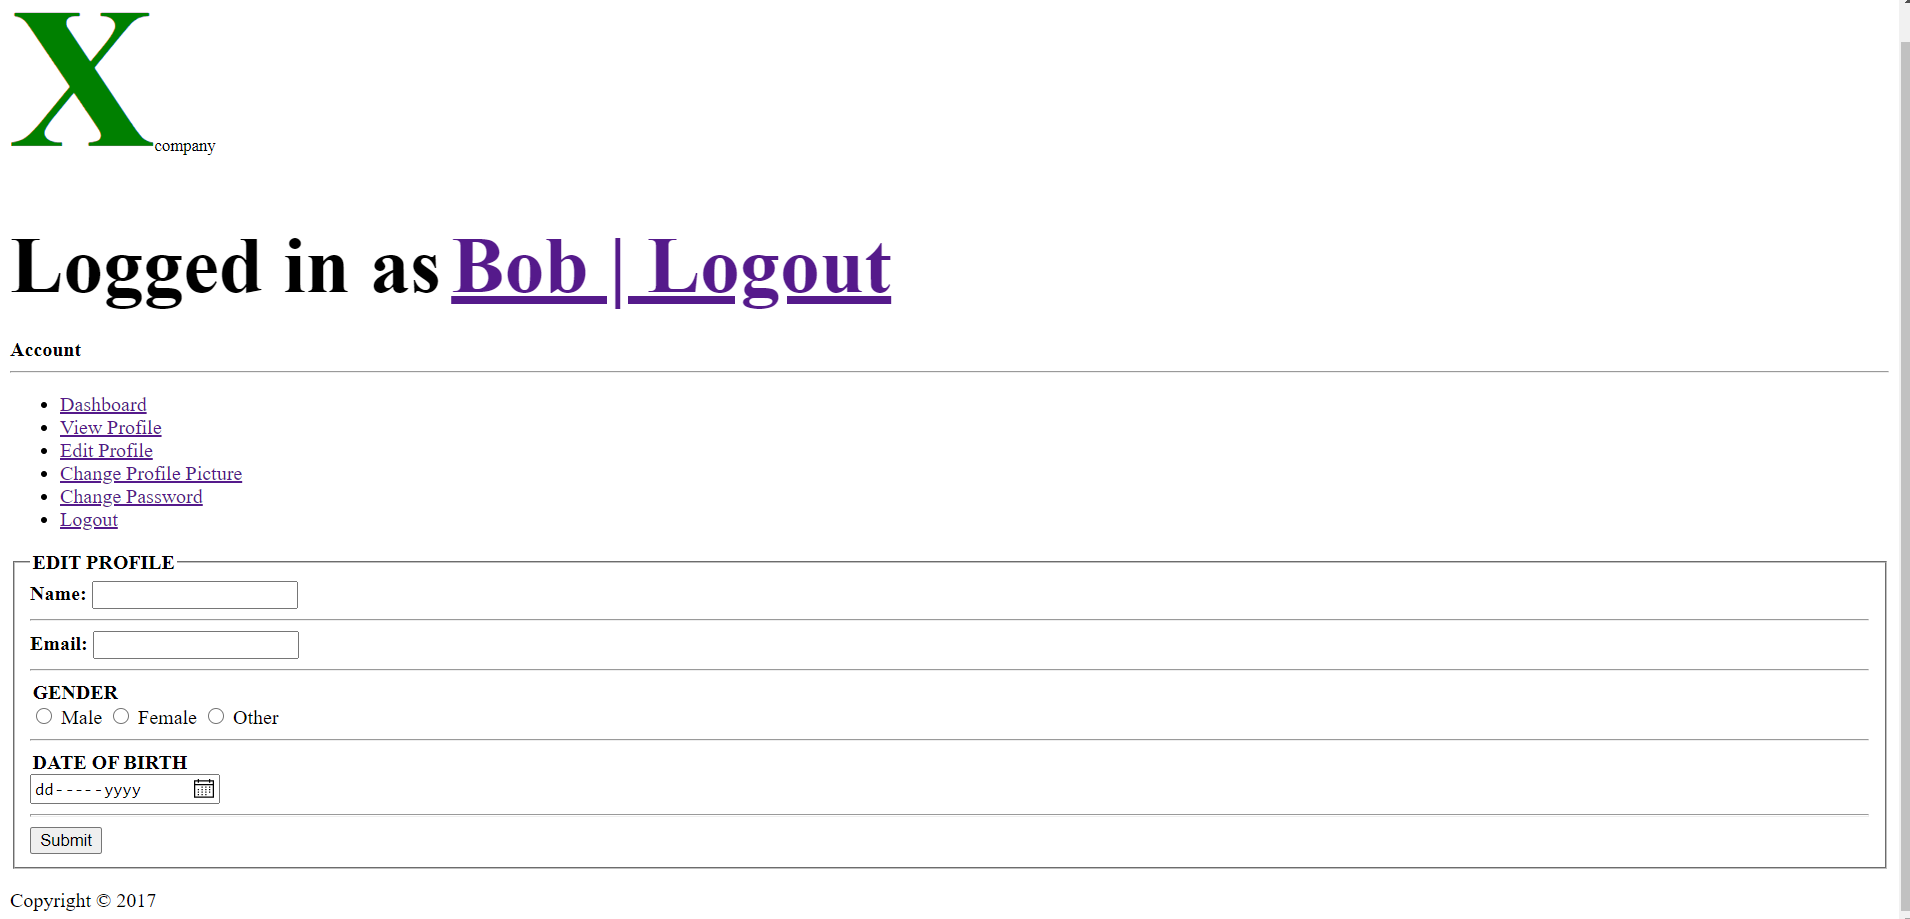 Xcompany
Logged in as Bob | Logout
Account
Dashboard
View Profile
Edit Profile
Change Profile Picture
Change Password
Logout
EDIT PROFILE
Name:
Email:
GENDER
Male Female Other
DATE OF BIRTH
dd-----yyyy
Submit
Copyright © 2017